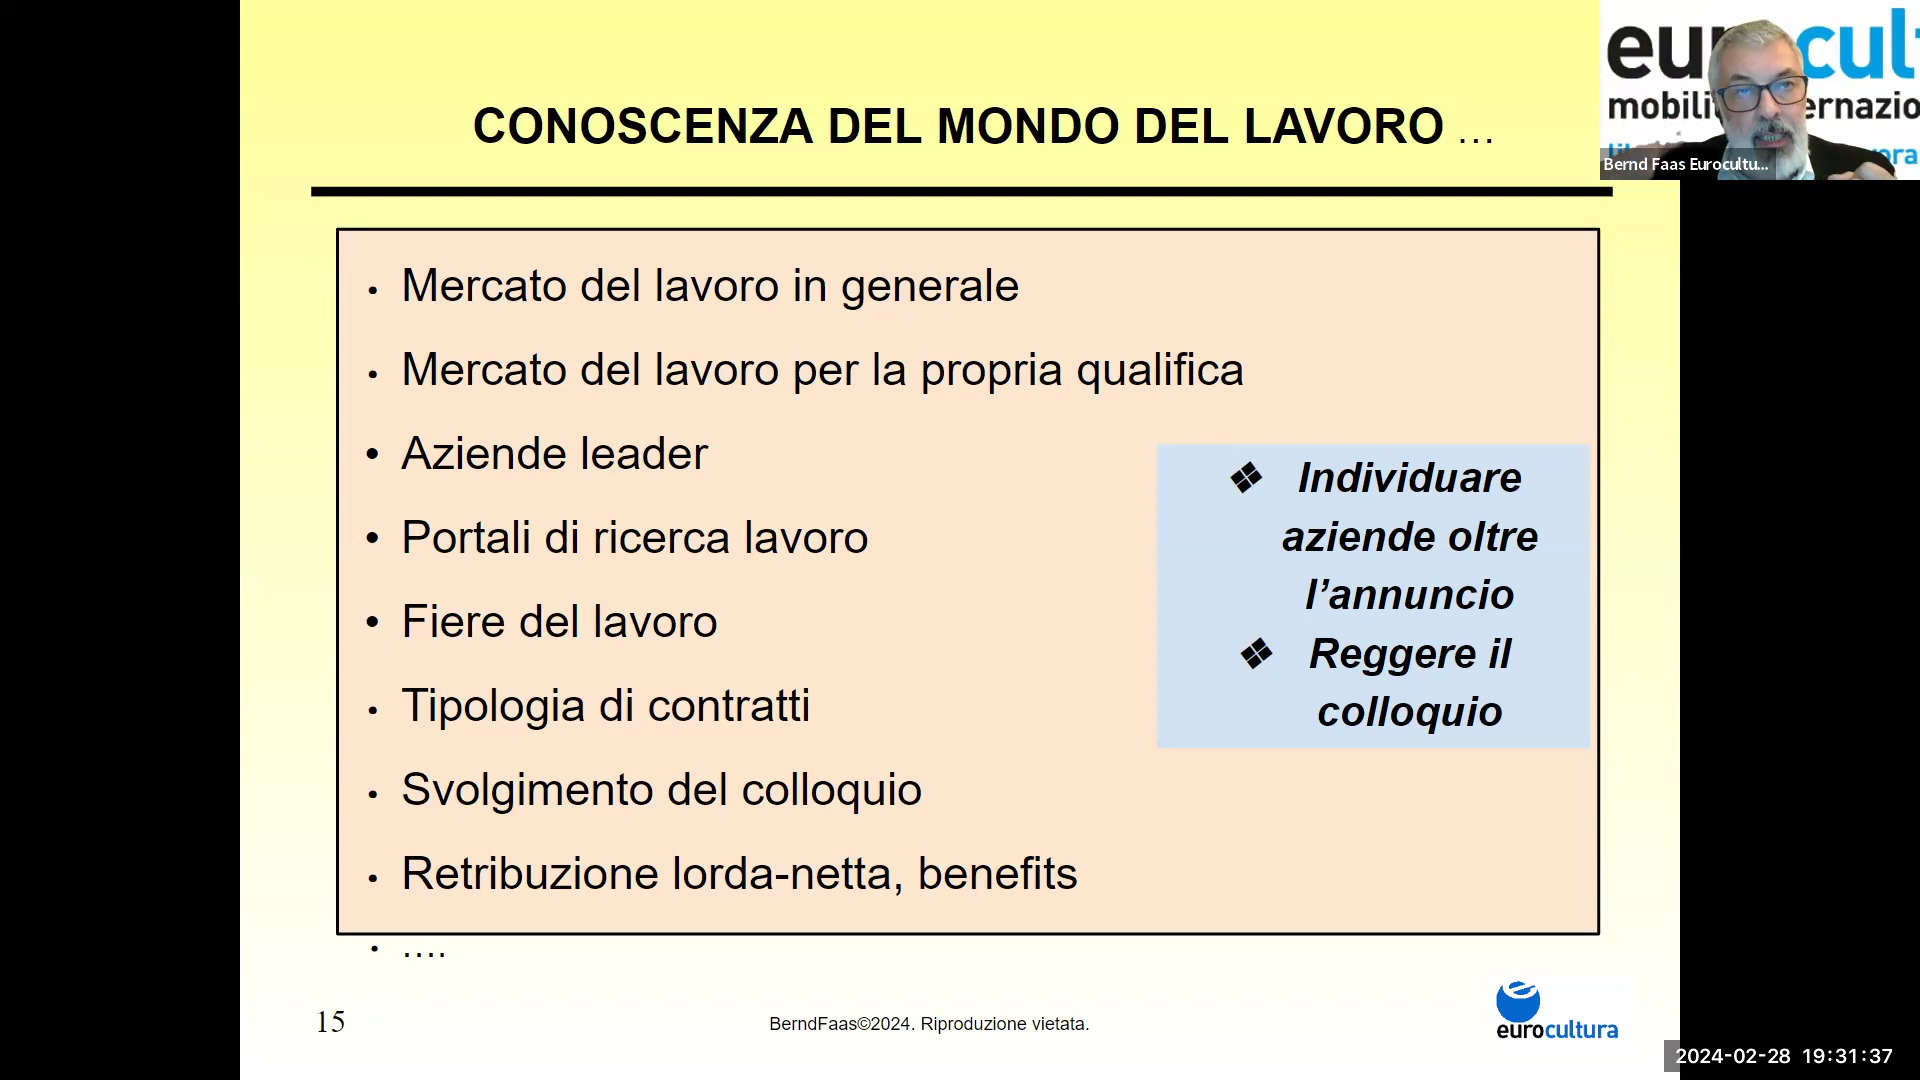 CONOSCENZA DEL MONDO DEL LAVORO …
• Mercato del lavoro in generale
• Mercato del lavoro per la propria qualifica
• Aziende leader
• Portali di ricerca lavoro
• Fiere del lavoro
• Tipologia di contratti
• Svolgimento del colloquio
• Retribuzione lorda-netta, benefits
• ….
❖ Individuare
aziende oltre
l’annuncio
❖ Reggere il
colloquio
15
BerndFaas©2024. Riproduzione vietata.
eurocultura
Bernd Faas Eurocultu...
2024-02-28 19:31:37